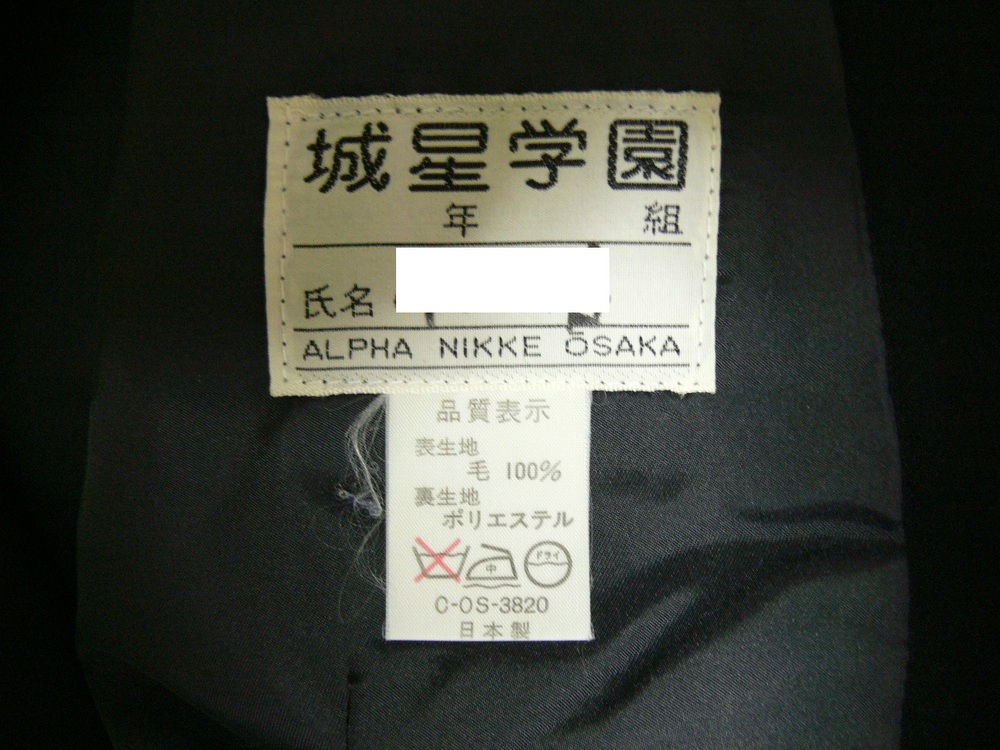 城星学園
年 組
氏名
ALPHA NIKKE ŌSAKA
品質表示
表生地
毛 100%
裏生地
ポリエステル
中 ドライ
C-OS-3820
日本製